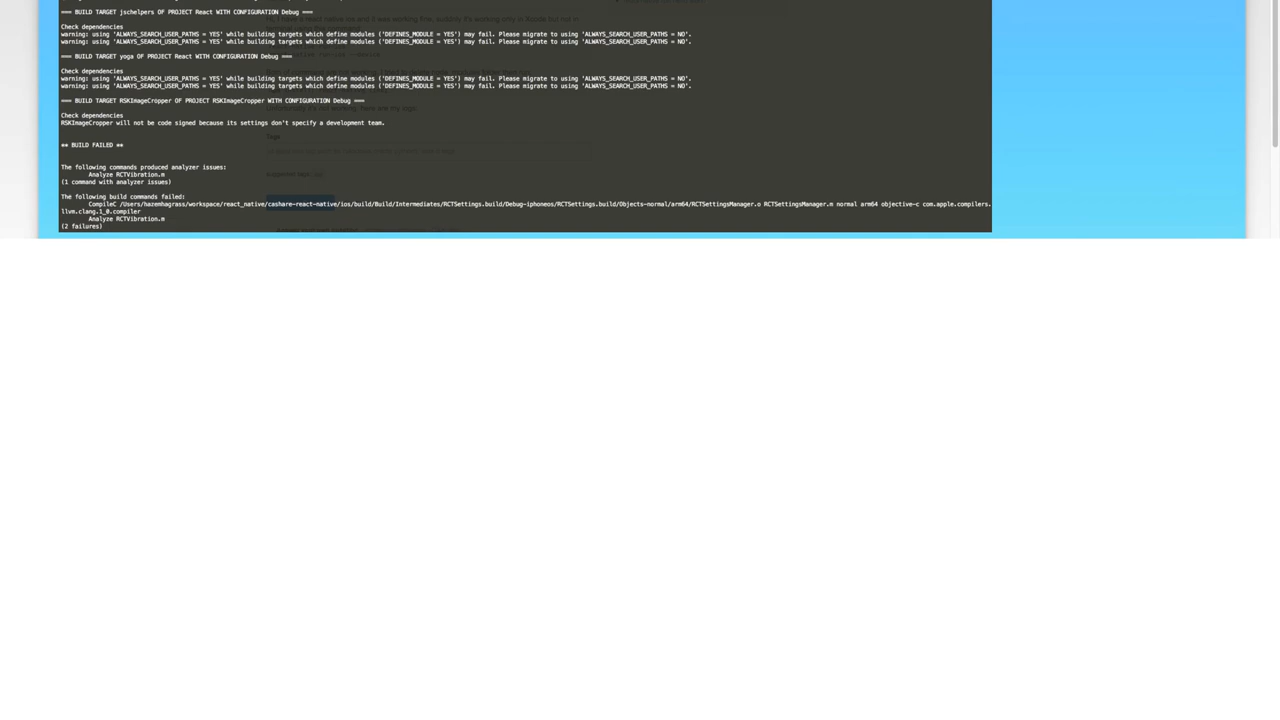 === BUILD TARGET jschelpers OF PROJECT React WITH CONFIGURATION Debug ===
Check dependencies
warning: using 'ALWAYS_SEARCH_USER_PATHS = YES' while building targets which define modules ('DEFINES_MODULE = YES') may fail. Please migrate to using 'ALWAYS_SEARCH_USER_PATHS = NO'.
warning: using 'ALWAYS_SEARCH_USER_PATHS = YES' while building targets which define modules ('DEFINES_MODULE = YES') may fail. Please migrate to using 'ALWAYS_SEARCH_USER_PATHS = NO'.
=== BUILD TARGET yoga OF PROJECT React WITH CONFIGURATION Debug ===
Check dependencies
warning: using 'ALWAYS_SEARCH_USER_PATHS = YES' while building targets which define modules ('DEFINES_MODULE = YES') may fail. Please migrate to using 'ALWAYS_SEARCH_USER_PATHS = NO'.
warning: using 'ALWAYS_SEARCH_USER_PATHS = YES' while building targets which define modules ('DEFINES_MODULE = YES') may fail. Please migrate to using 'ALWAYS_SEARCH_USER_PATHS = NO'.
=== BUILD TARGET RSKImageCropper OF PROJECT RSKImageCropper WITH CONFIGURATION Debug ===
Check dependencies
RSKImageCropper will not be code signed because its settings don't specify a development team.
** BUILD FAILED **
The following commands produced analyzer issues:
Analyze RCTVibration.m
(1 command with analyzer issues)
The following build commands failed:
CompileC /Users/hazenhagrass/workspace/react_native/cashare-react-native/ios/build/Build/Intermediates/RCTSettings.build/Debug-iphoneos/RCTSettings.build/Objects-normal/arm64/RCTSettingsManager.o RCTSettingsManager.m normal arm64 objective-c com.apple.compilers.
llvm.clang.1_0.compiler
Analyze RCTVibration.m
(2 failures)